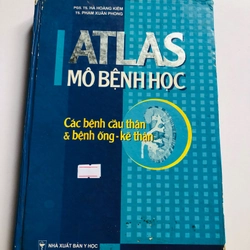 PGS. TS. HÀ HOÀNG KIỆM
TS. PHẠM XUÂN PHONG
ATLAS
MÔ BỆNH HỌC
Các bệnh cầu thận
& bệnh ống - kẽ thận
NHÀ XUẤT BẢN Y HỌC